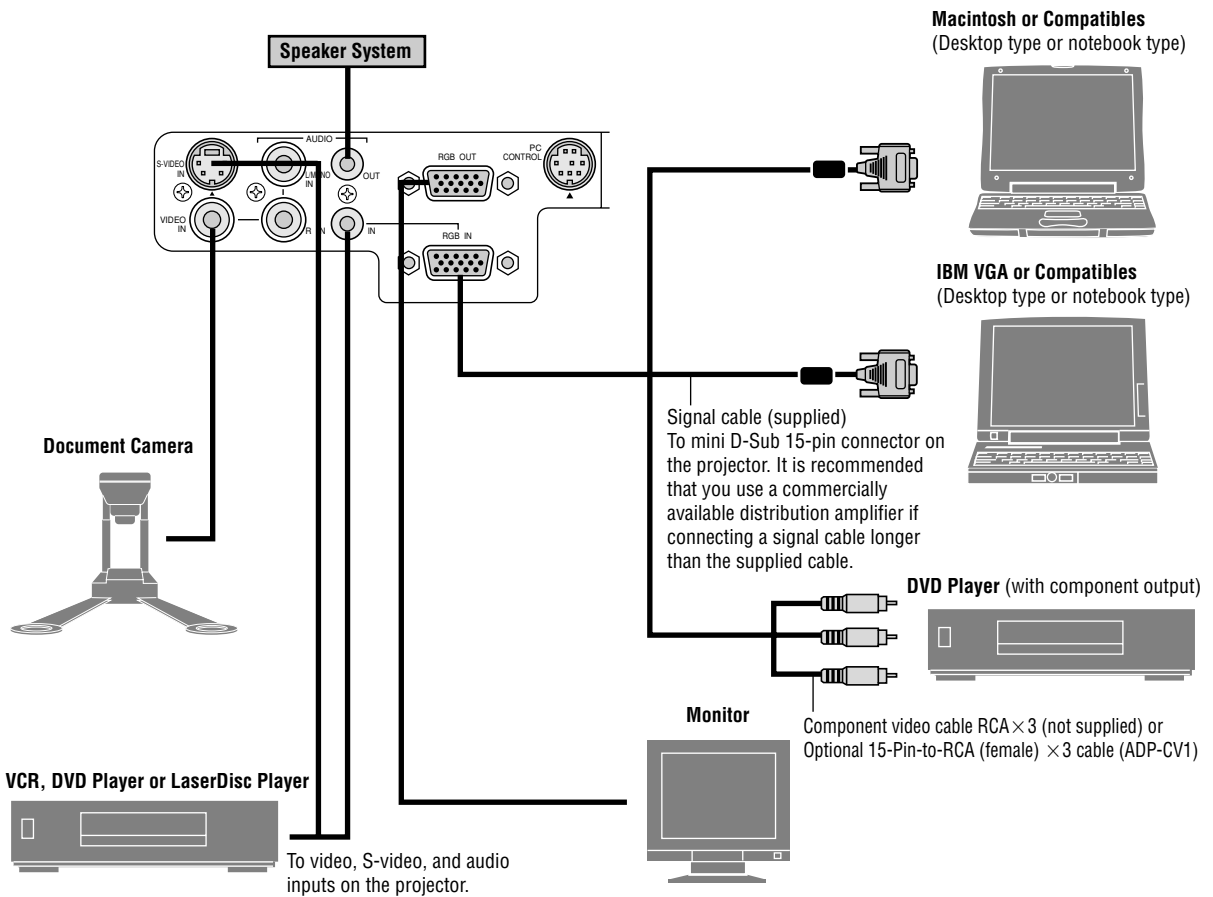 Macintosh or Compatibles
(Desktop type or notebook type)
Speaker System
AUDIO
S-VIDEO
IN
L/MONO
IN
OUT
RGB OUT
PC
CONTROL
VIDEO
IN
R IN
IN
RGB IN
IBM VGA or Compatibles
(Desktop type or notebook type)
Signal cable (supplied)
To mini D-Sub 15-pin connector on
the projector. It is recommended
that you use a commercially
available distribution amplifier if
connecting a signal cable longer
than the supplied cable.
Document Camera
DVD Player (with component output)
Monitor
Component video cable RCA×3 (not supplied) or
Optional 15-Pin-to-RCA (female) ×3 cable (ADP-CV1)
VCR, DVD Player or LaserDisc Player
To video, S-video, and audio
inputs on the projector.